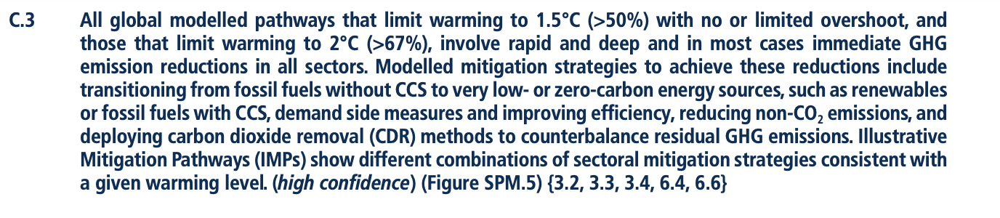 C.3 All global modelled pathways that limit warming to 1.5°C (>50%) with no or limited overshoot, and
those that limit warming to 2°C (>67%), involve rapid and deep and in most cases immediate GHG
emission reductions in all sectors. Modelled mitigation strategies to achieve these reductions include
transitioning from fossil fuels without CCS to very low- or zero-carbon energy sources, such as renewables
or fossil fuels with CCS, demand side measures and improving efficiency, reducing non-CO₂ emissions, and
deploying carbon dioxide removal (CDR) methods to counterbalance residual GHG emissions. Illustrative
Mitigation Pathways (IMPs) show different combinations of sectoral mitigation strategies consistent with
a given warming level. (high confidence) (Figure SPM.5) {3.2, 3.3, 3.4, 6.4, 6.6}